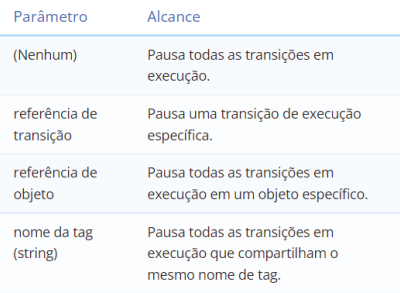 Parâmetro Alcance
(Nenhum) Pausa todas as transições em
execução.
referência de Pausa uma transição de execução
transição específica.
referência de Pausa todas as transições em
objeto execução em um objeto específico.
nome da tag Pausa todas as transições em
(string) execução que compartilham o
mesmo nome de tag.